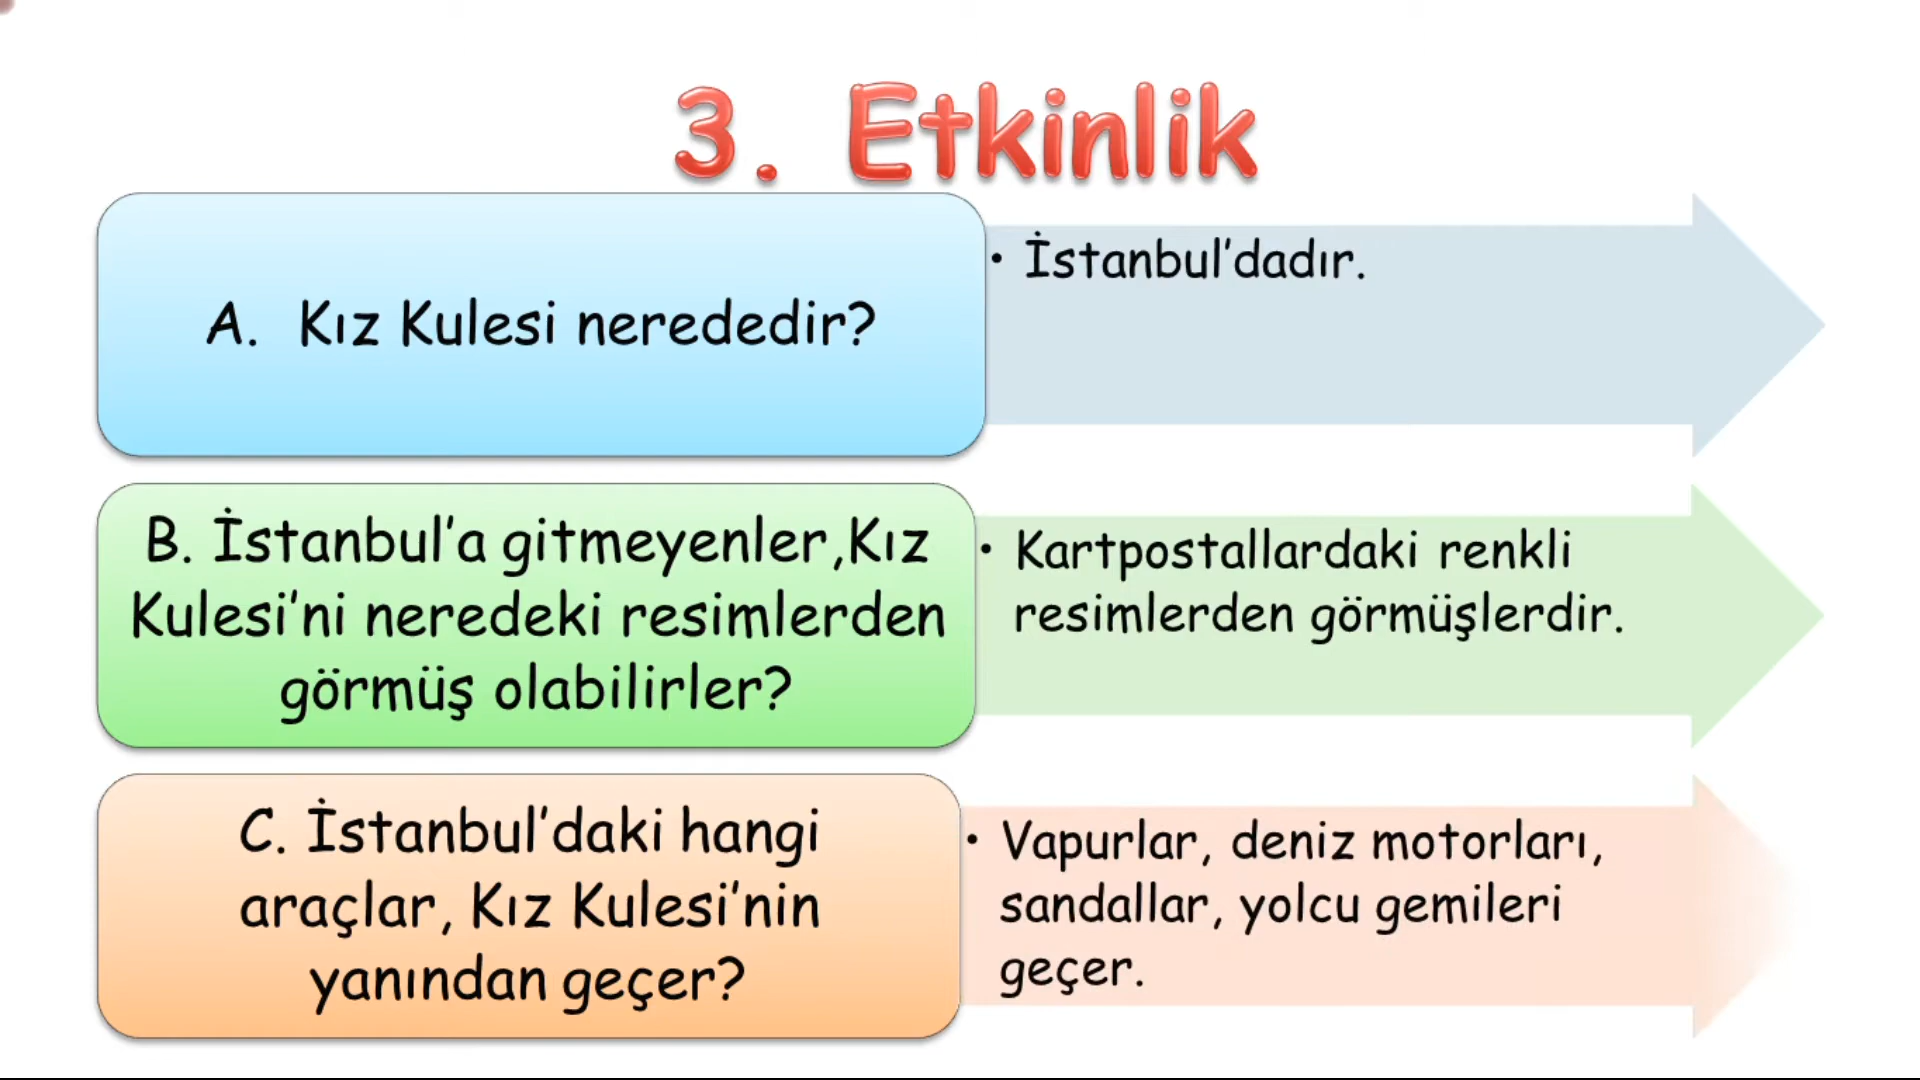 3. Etkinlik
A. Kız Kulesi nerededir?
• İstanbul’dadır.
B. İstanbul’a gitmeyenler,Kız
Kulesi’ni neredeki resimlerden
görmüş olabilirler?
• Kartpostallardaki renkli
resimlerden görmüşlerdir.
C. İstanbul’daki hangi
araçlar, Kız Kulesi’nin
yanından geçer?
• Vapurlar, deniz motorları,
sandallar, yolcu gemileri
geçer.